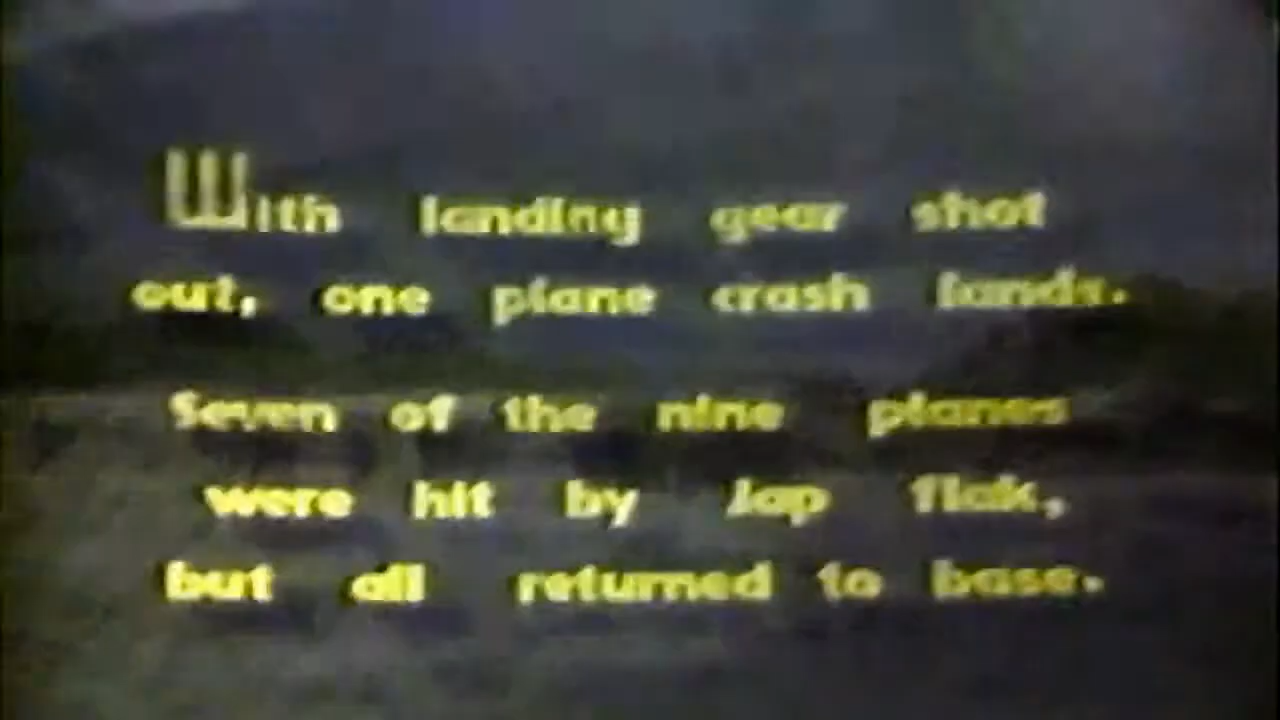 With landing gear shot
out, one plane crash lands.
Seven of the nine planes
were hit by Jap flak,
but all returned to base.